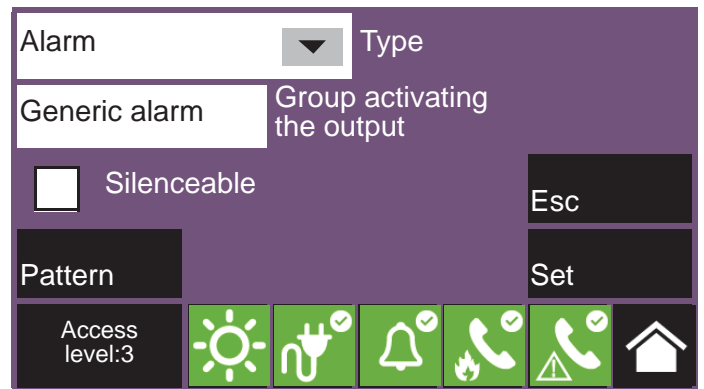 Alarm
Type
Generic alarm
Group activating
the output
Silenceable
Esc
Pattern
Set
Access
level:3